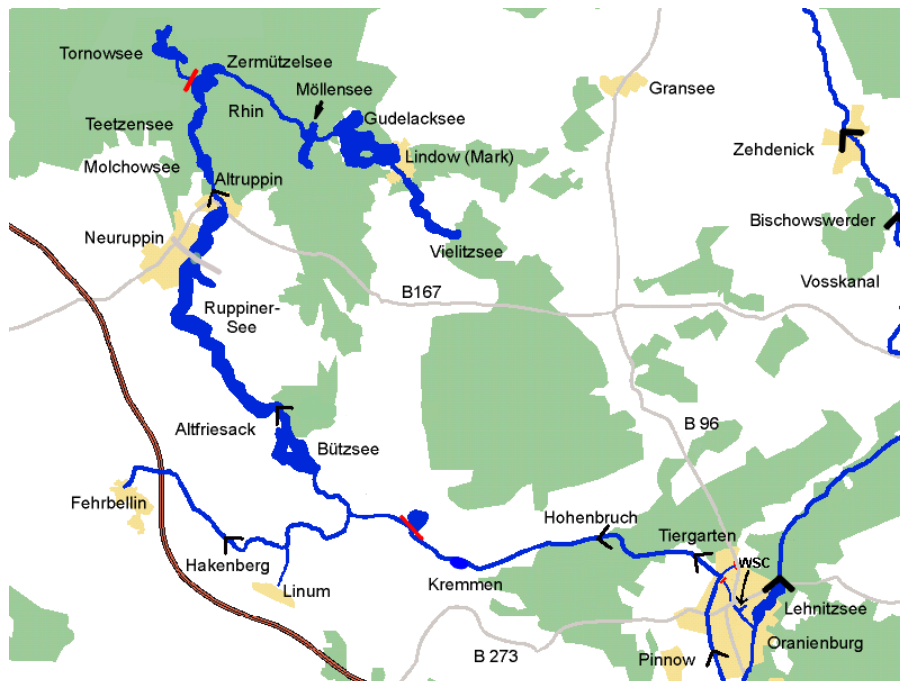 Tornowsee
Zermützelsee
Möllensee
Gransee
Rhin
Gudelacksee
Teetzensee
Lindow (Mark)
Zehdenick
Molchowsee
Altruppin
Bischowswerder
Neuruppin
Vielitzsee
Vosskanal
B167
Ruppiner-
See
Altfriesack
B 96
Bützsee
Fehrbellin
Hohenbruch
Tiergarten
WSC
Hakenberg
Linum
Kremmen
Lehnitzsee
Oranienburg
B 273
Pinnow